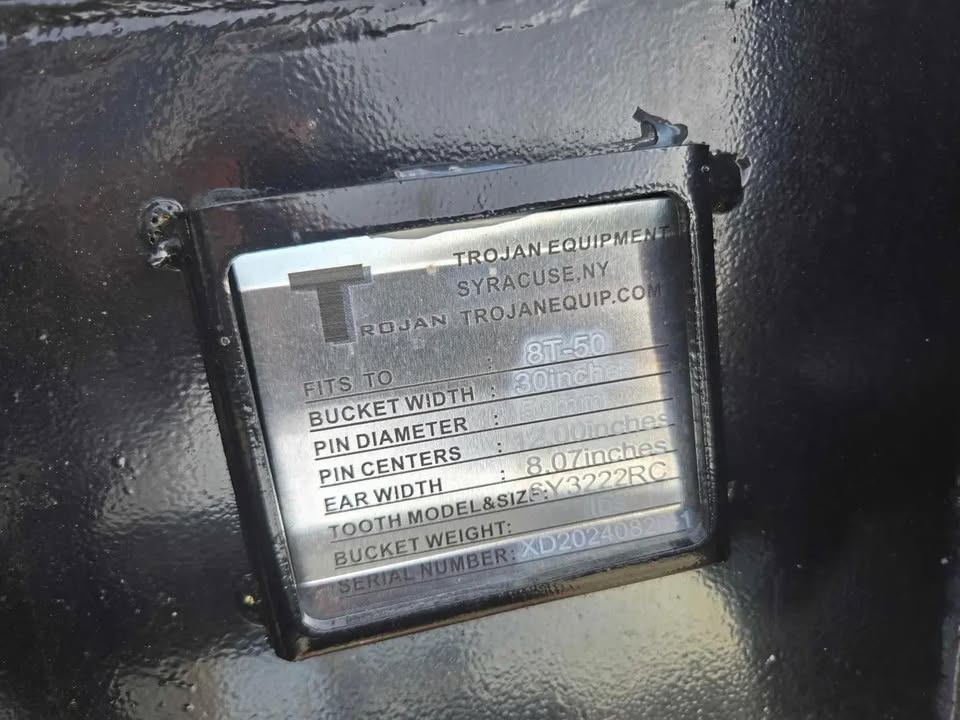 TROJAN EQUIPMENT
SYRACUSE,NY
TROJAN TROJANEQUIP.COM
FITS TO : 8T-50
BUCKET WIDTH : 30inches
PIN DIAMETER :
PIN CENTERS : 12.00inches
EAR WIDTH : 8.07inches
TOOTH MODEL&SIZE: SY3222RC
BUCKET WEIGHT:
SERIAL NUMBER: